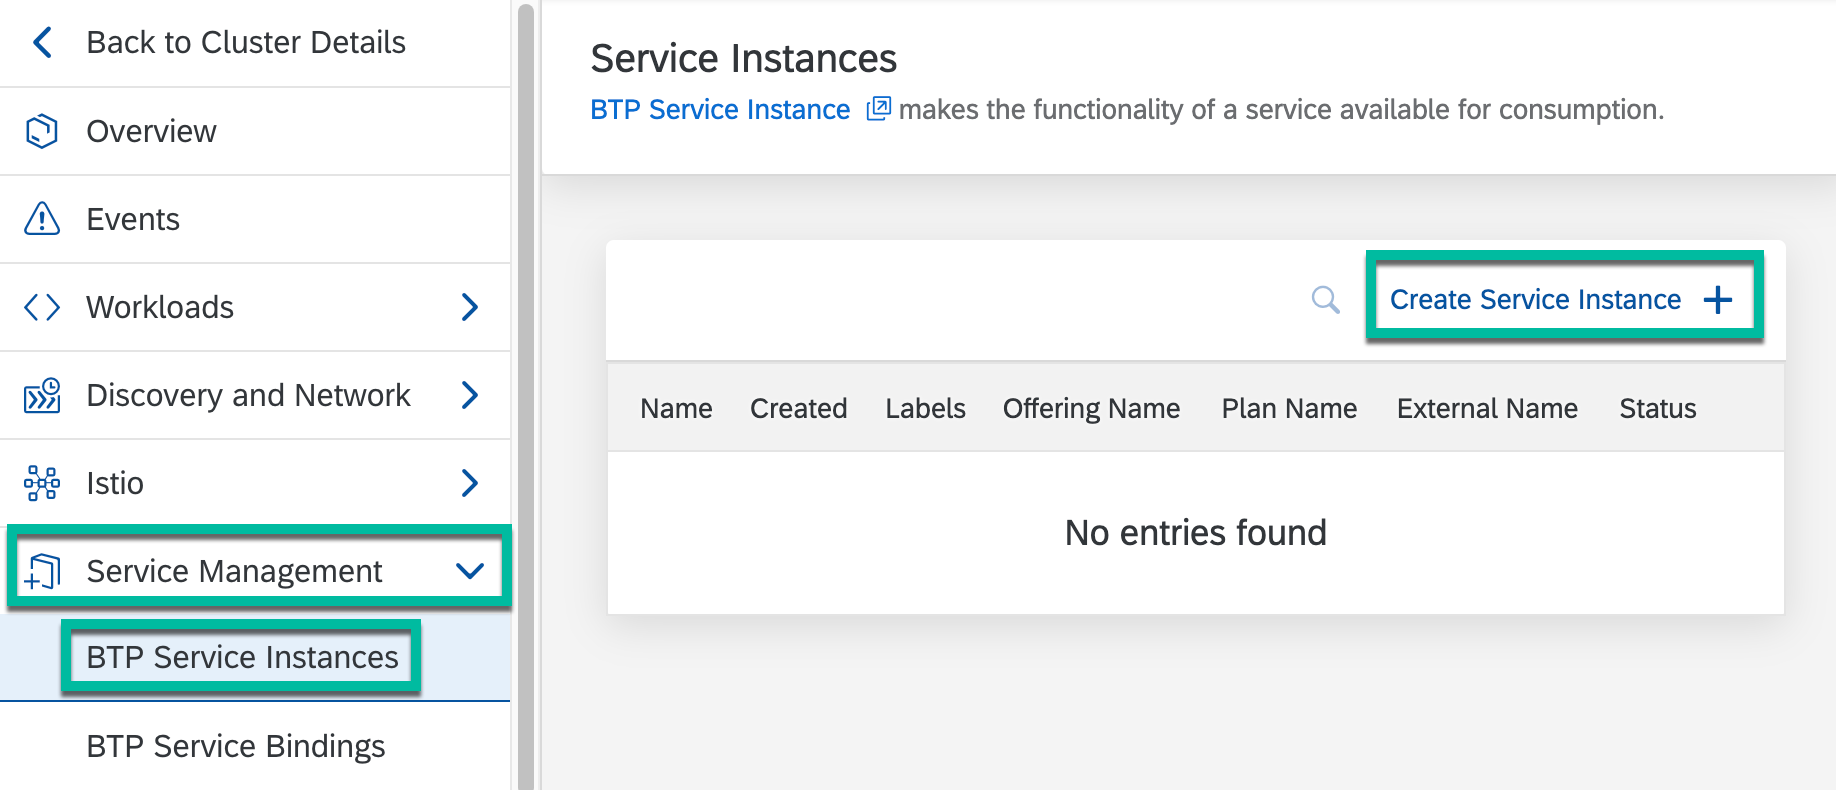 Back to Cluster Details
Overview
Events
Workloads
Discovery and Network
Istio
Service Management
BTP Service Instances
BTP Service Bindings
Service Instances
BTP Service Instance makes the functionality of a service available for consumption.
Create Service Instance +
Name Created Labels Offering Name Plan Name External Name Status
No entries found